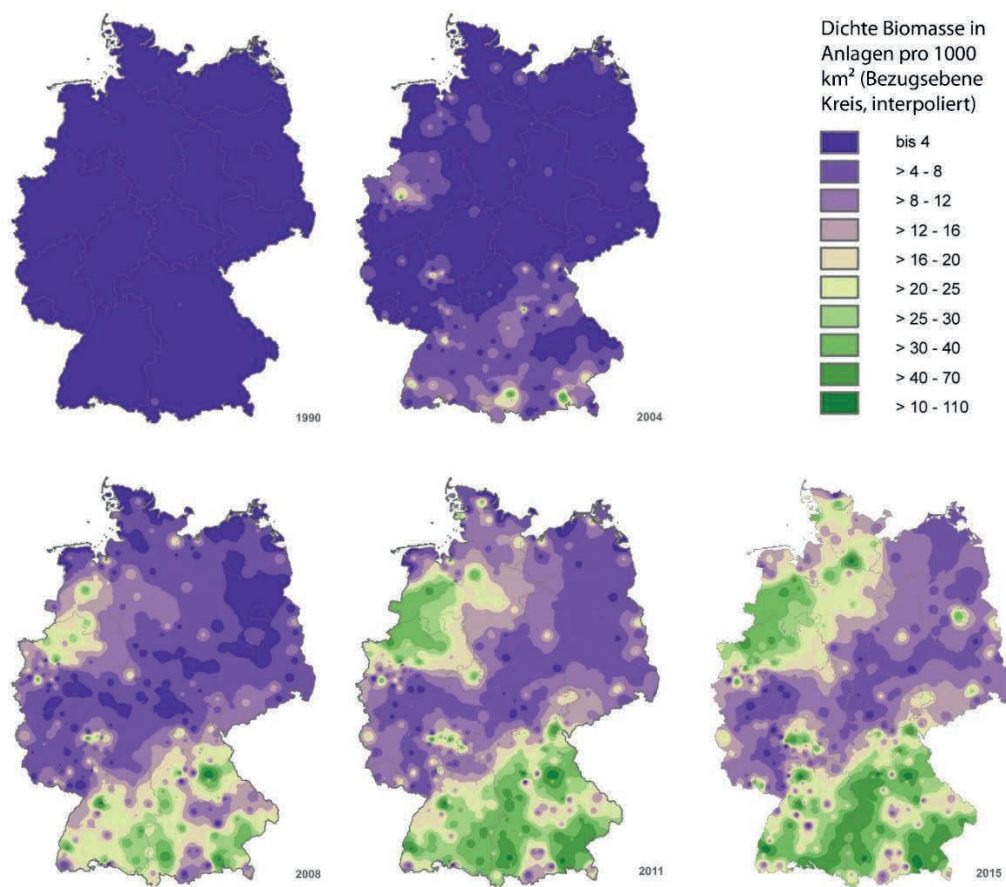 Dichte Biomasse in
Anlagen pro 1000
km² (Bezugsebene
Kreis, interpoliert)
bis 4
> 4 - 8
> 8 - 12
> 12 - 16
> 16 - 20
> 20 - 25
> 25 - 30
> 30 - 40
> 40 - 70
> 10 - 110
1990
2004
2008
2011
2015